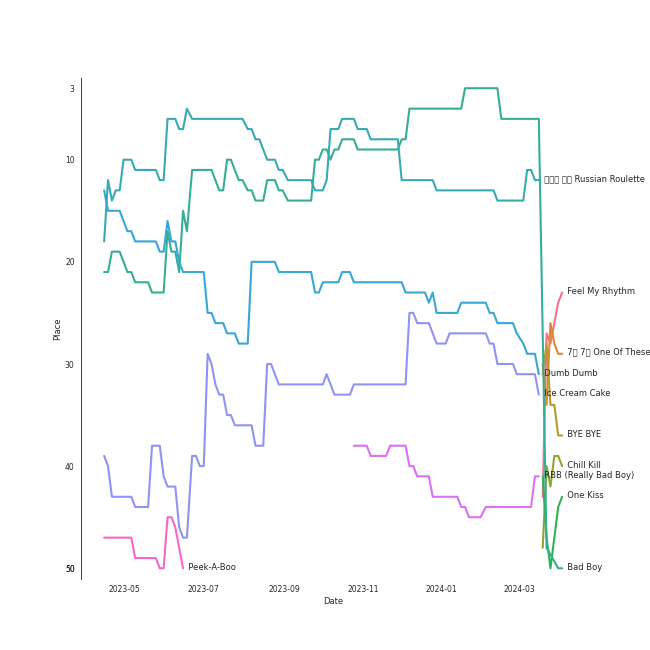 3
10
20
30
40
50
Place
2023-05
2023-07
2023-09
2023-11
2024-01
2024-03
Date
Russian Roulette
Feel My Rhythm
7 7 One Of These
Dumb Dumb
Ice Cream Cake
BYE BYE
Chill Kill
RBB (Really Bad Boy)
One Kiss
Bad Boy
Peek-A-Boo